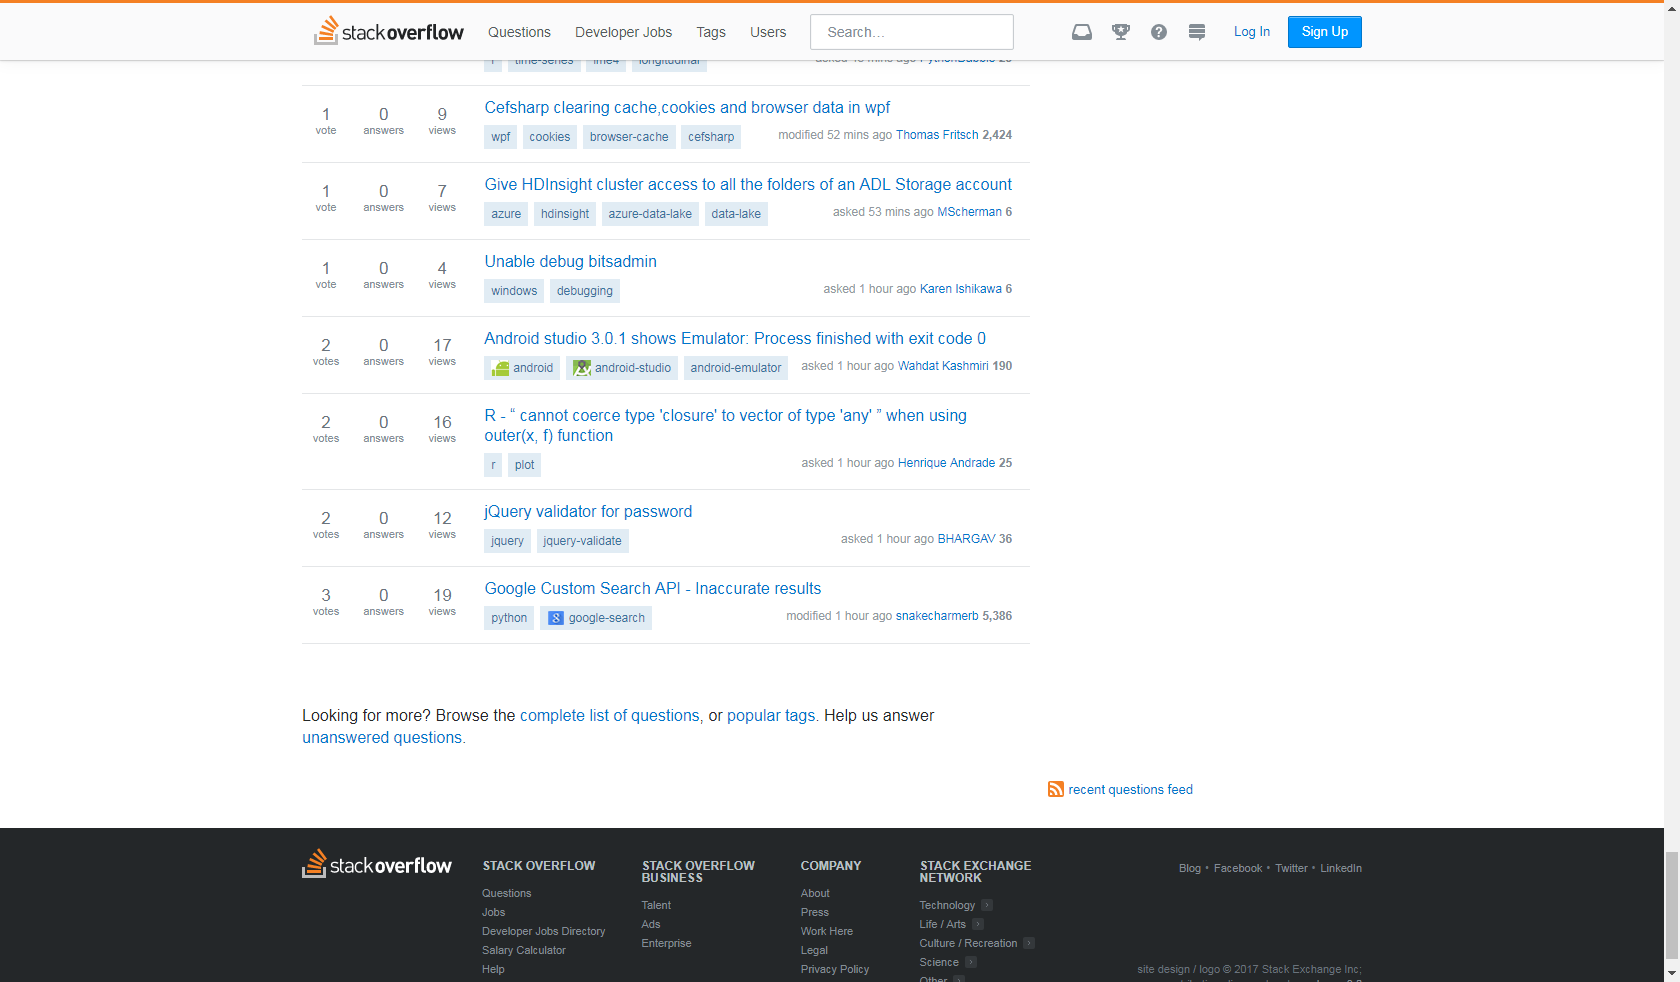 stackoverflow Questions Developer Jobs Tags Users Search... Log In Sign Up
r time-series lme4 longitudinal
1 vote 0 answers 9 views
Cefsharp clearing cache,cookies and browser data in wpf
wpf cookies browser-cache cefsharp
modified 52 mins ago Thomas Fritsch 2,424
1 vote 0 answers 7 views
Give HDInsight cluster access to all the folders of an ADL Storage account
azure hdinsight azure-data-lake data-lake
asked 53 mins ago MScherman 6
1 vote 0 answers 4 views
Unable debug bitsadmin
windows debugging
asked 1 hour ago Karen Ishikawa 6
2 votes 0 answers 17 views
Android studio 3.0.1 shows Emulator: Process finished with exit code 0
android android-studio android-emulator
asked 1 hour ago Wahdat Kashmiri 190
2 votes 0 answers 16 views
R - “ cannot coerce type 'closure' to vector of type 'any' ” when using
outer(x, f) function
r plot
asked 1 hour ago Henrique Andrade 25
2 votes 0 answers 12 views
jQuery validator for password
jquery jquery-validate
asked 1 hour ago BHARGAV 36
3 votes 0 answers 19 views
Google Custom Search API - Inaccurate results
python google-search
modified 1 hour ago snakecharmerb 5,386
Looking for more? Browse the complete list of questions, or popular tags. Help us answer
unanswered questions.
recent questions feed
stackoverflow
STACK OVERFLOW
Questions
Jobs
Developer Jobs Directory
Salary Calculator
Help
STACK OVERFLOW
BUSINESS
Talent
Ads
Enterprise
COMPANY
About
Press
Work Here
Legal
Privacy Policy
STACK EXCHANGE
NETWORK
Technology
Life / Arts
Culture / Recreation
Science
Other
Blog • Facebook • Twitter • LinkedIn
site design / logo © 2017 Stack Exchange Inc;